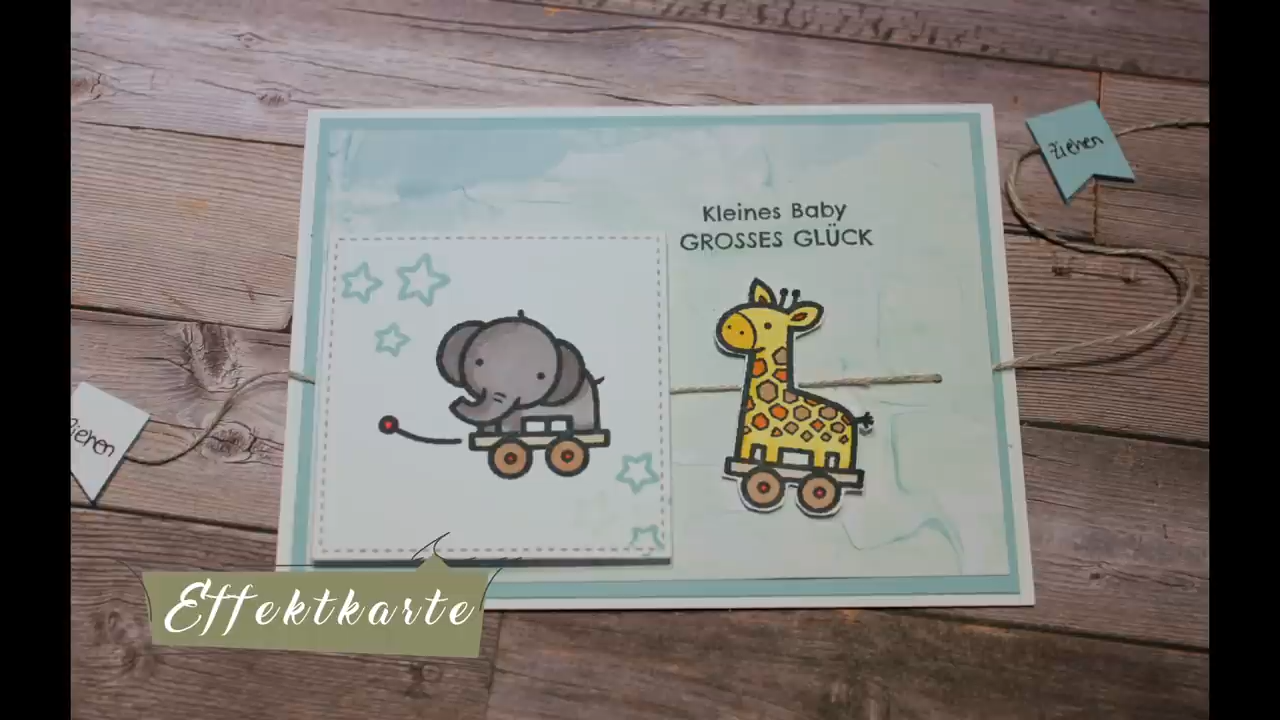 Kleines Baby
GROSSES GLÜCK
Ziehen
Ziehen
Effektkarte